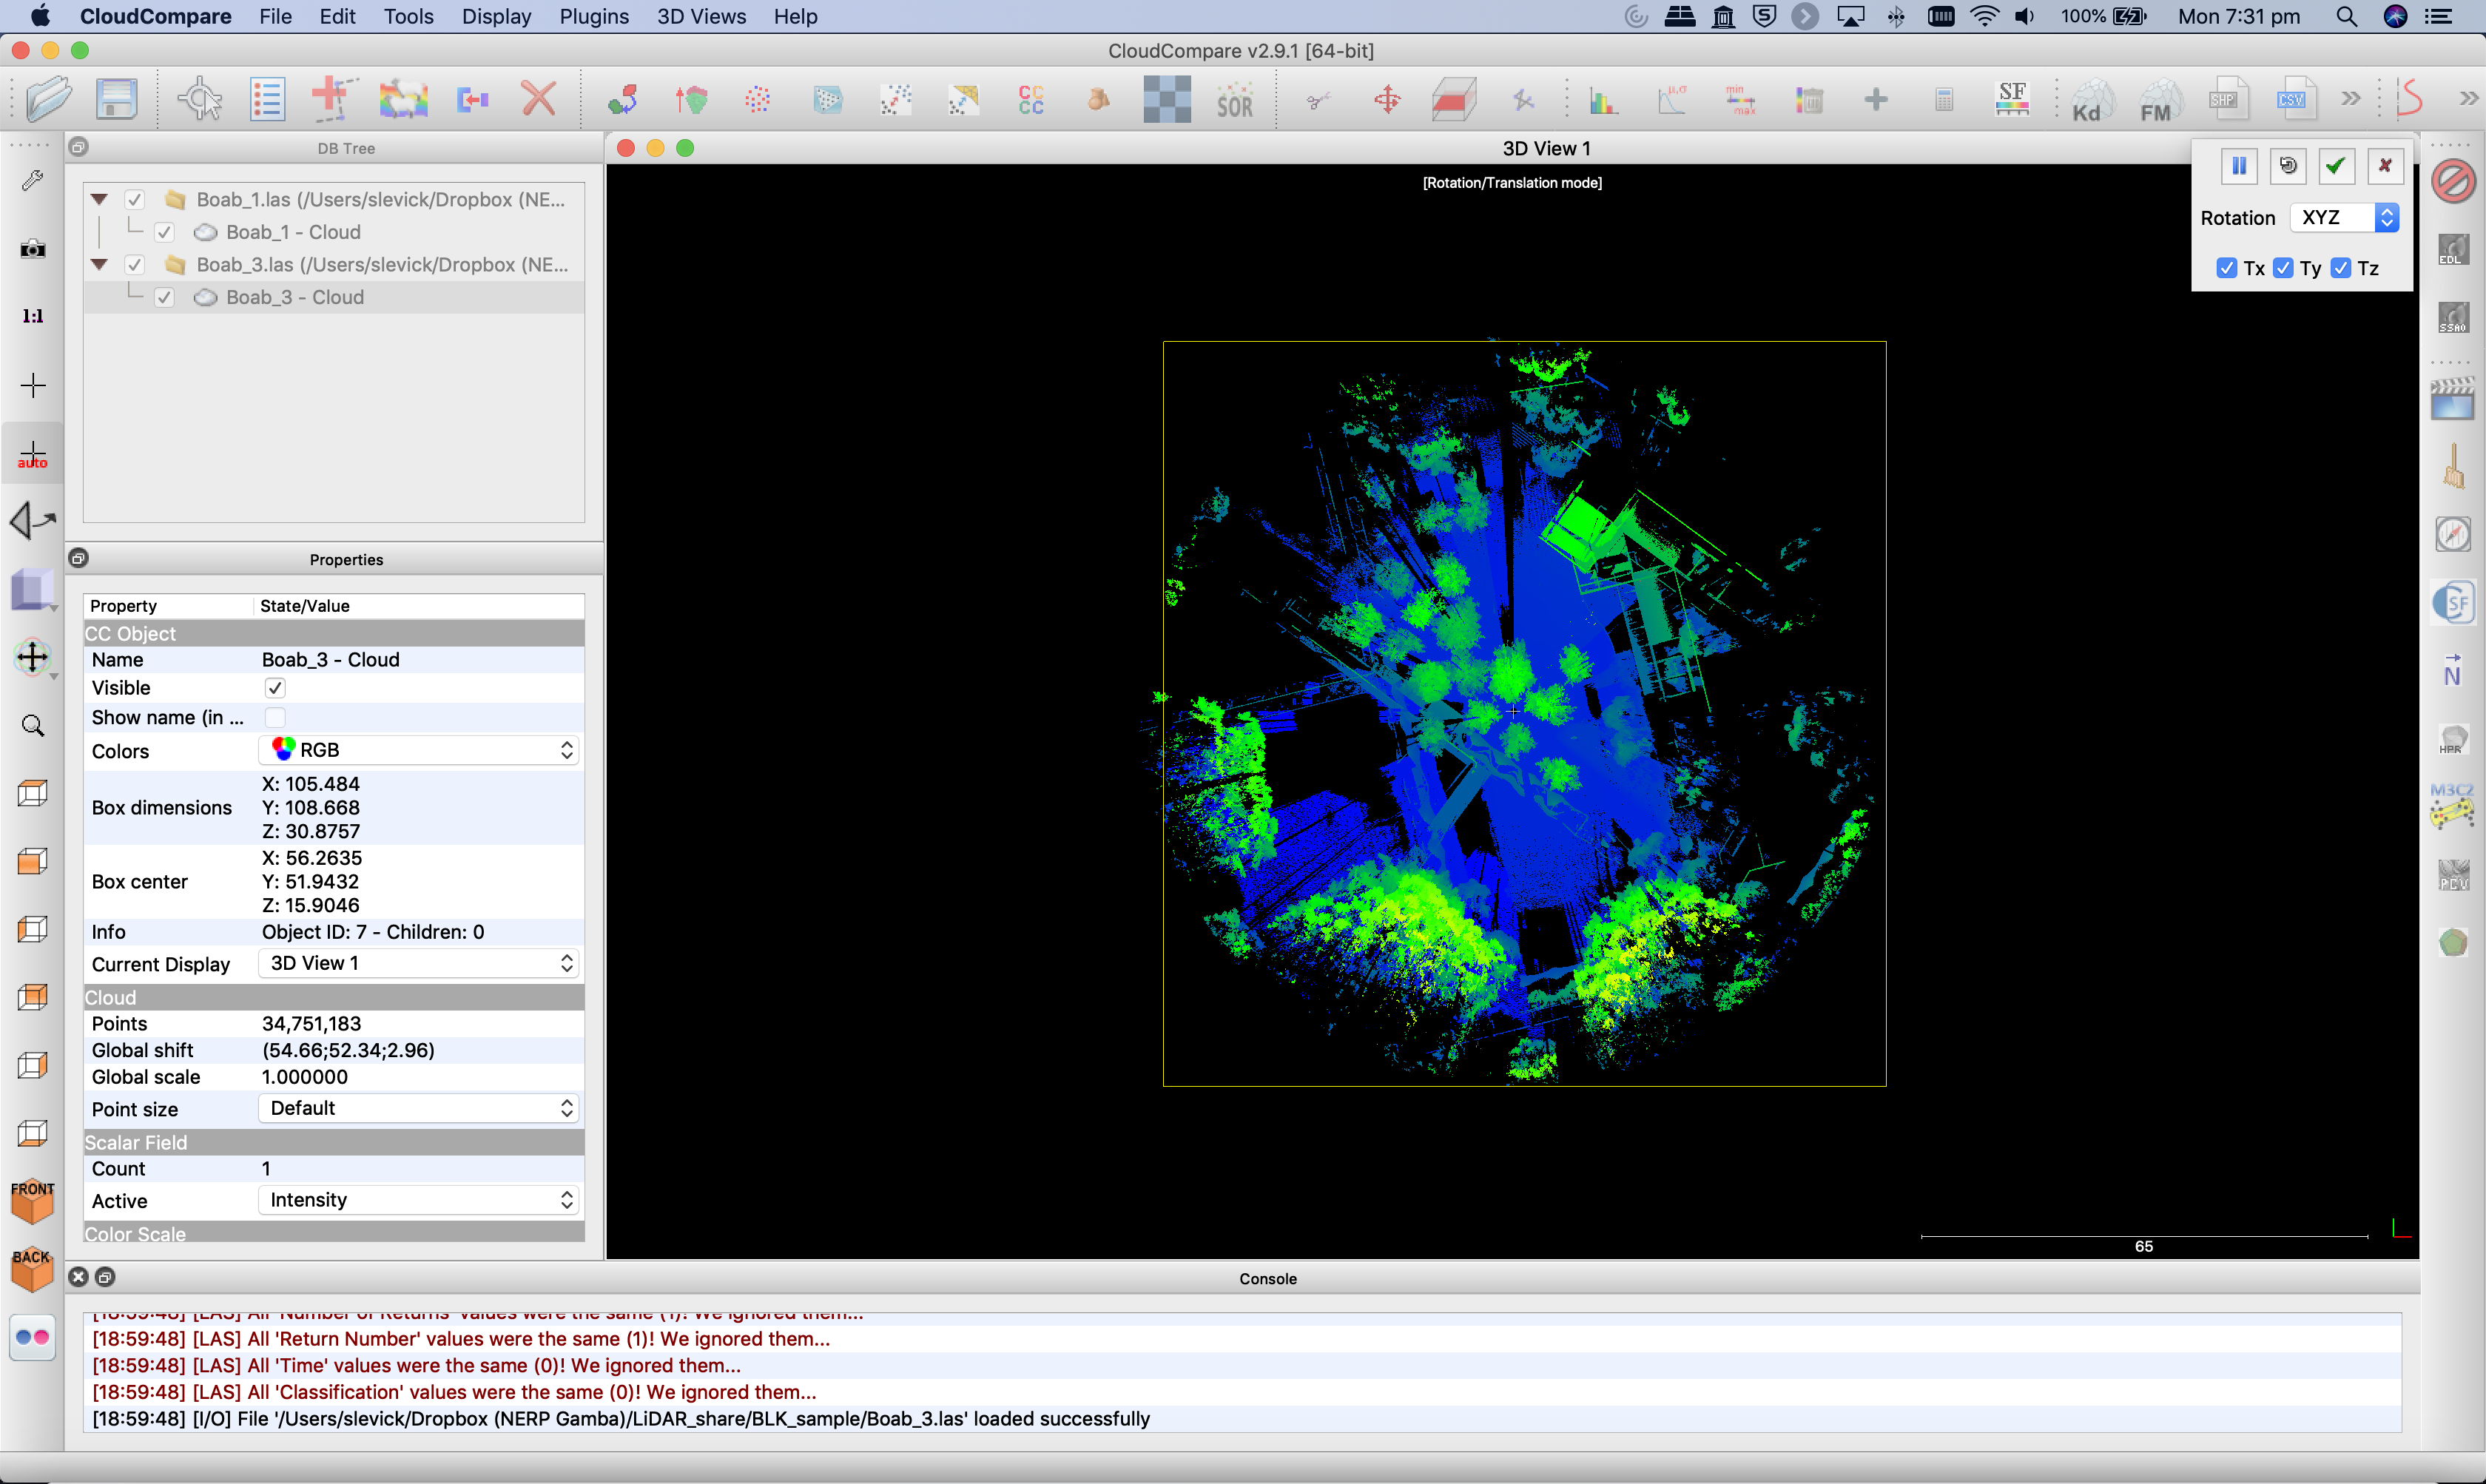 CloudCompare File Edit Tools Display Plugins 3D Views Help 100% Mon 7:31 pm
CloudCompare v2.9.1 [64-bit]
CC
CC
SOR
μ,σ
min
max
SF
Kd
FM
SHP
CSV
DB Tree
Boab_1.las (/Users/slevick/Dropbox (NE...
Boab_1 - Cloud
Boab_3.las (/Users/slevick/Dropbox (NE...
Boab_3 - Cloud
1:1
auto
FRONT
BACK
Properties
Property State/Value
CC Object
Name Boab_3 - Cloud
Visible
Show name (in ...
Colors RGB
Box dimensions X: 105.484
Y: 108.668
Z: 30.8757
Box center X: 56.2635
Y: 51.9432
Z: 15.9046
Info Object ID: 7 - Children: 0
Current Display 3D View 1
Cloud
Points 34,751,183
Global shift (54.66;52.34;2.96)
Global scale 1.000000
Point size Default
Scalar Field
Count 1
Active Intensity
Color Scale
3D View 1
[Rotation/Translation mode]
Rotation XYZ
Tx Ty Tz
65
EDL
SSAO
SF
N
HPR
M3C2
PCV
Console
[18:59:48] [LAS] All 'Number of Returns' values were the same (1)! We ignored them...
[18:59:48] [LAS] All 'Return Number' values were the same (1)! We ignored them...
[18:59:48] [LAS] All 'Time' values were the same (0)! We ignored them...
[18:59:48] [LAS] All 'Classification' values were the same (0)! We ignored them...
[18:59:48] [I/O] File '/Users/slevick/Dropbox (NERP Gamba)/LiDAR_share/BLK_sample/Boab_3.las' loaded successfully